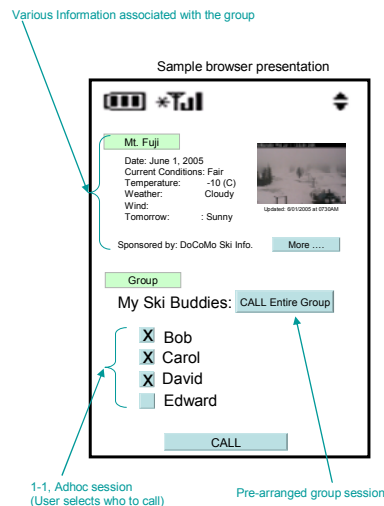 Various Information associated with the group
Sample browser presentation
Mt. Fuji
Date: June 1, 2005
Current Conditions: Fair
Temperature: -10 (C)
Weather: Cloudy
Wind:
Tomorrow: : Sunny
Updated: 6/01/2005 at 0730AM
Sponsored by: DoCoMo Ski Info.
More ....
Group
My Ski Buddies:
CALL Entire Group
X Bob
X Carol
X David
Edward
CALL
1-1, Adhoc session
(User selects who to call)
Pre-arranged group session